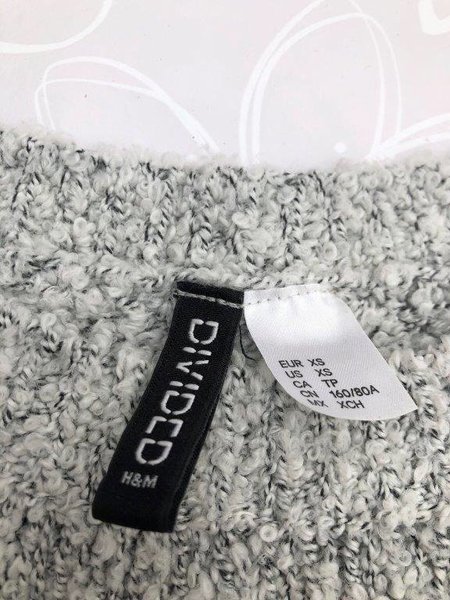 DIVIDED
H&M
EUR XS
US XS
CA TP
CN 160/80A
MX XCH